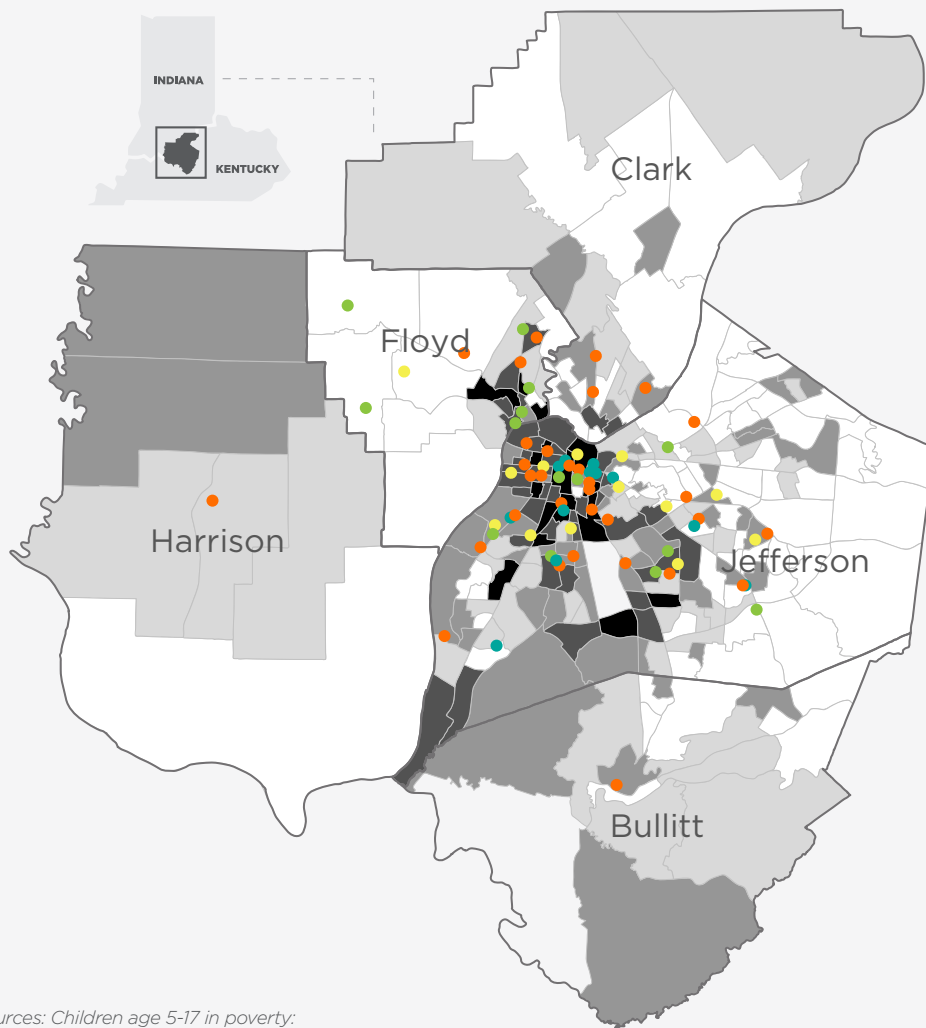 INDIANA
KENTUCKY
Clark
Floyd
Harrison
Jefferson
Bullitt
urces: Children age 5-17 in poverty: